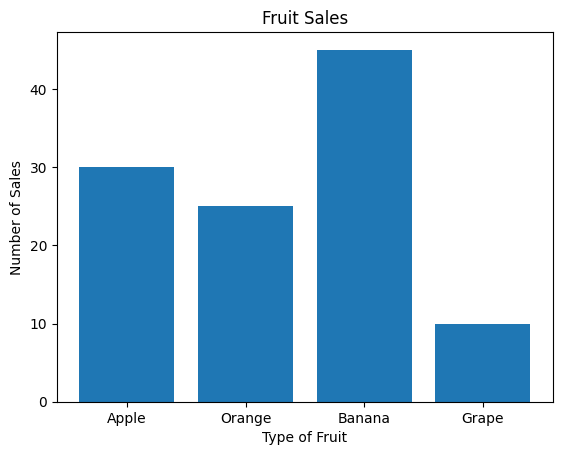 Fruit Sales
Number of Sales
40
30
20
10
0
Apple Orange Banana Grape
Type of Fruit